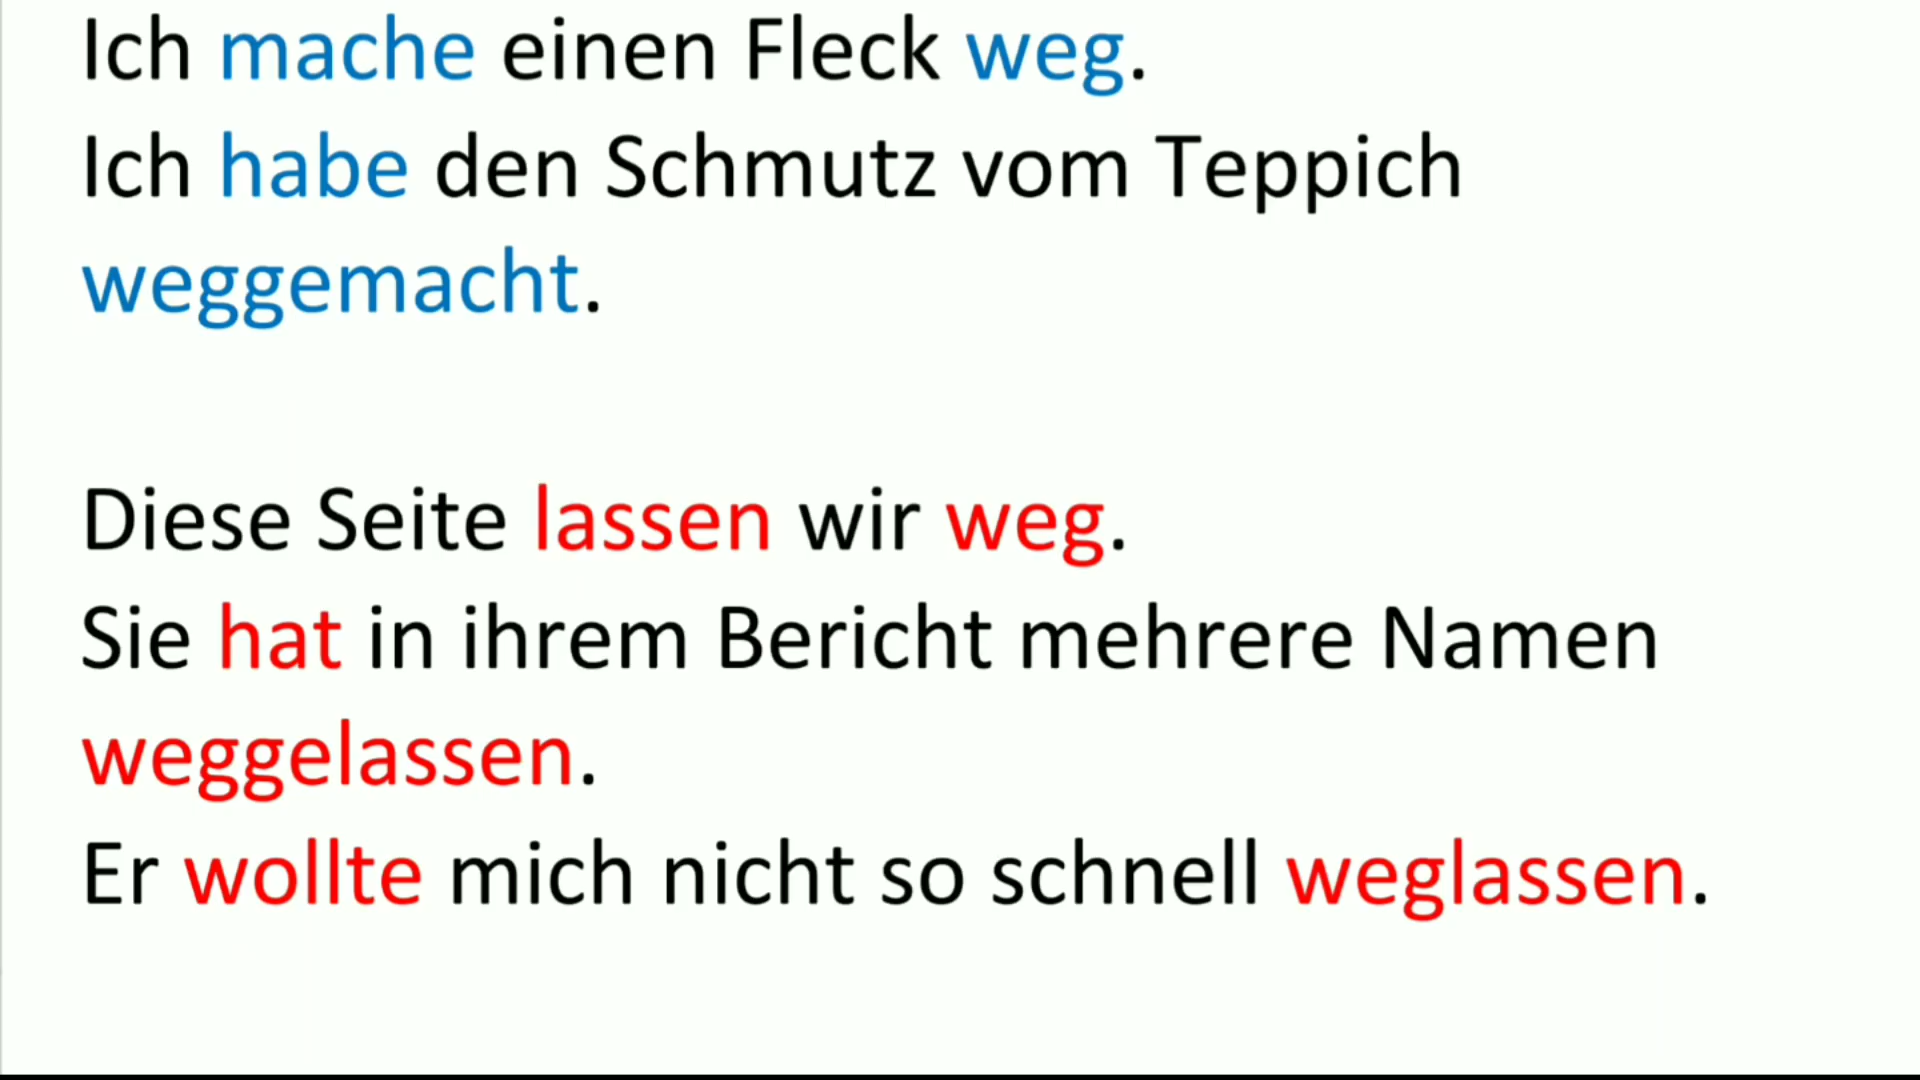 Ich mache einen Fleck weg.
Ich habe den Schmutz vom Teppich
weggemacht.
Diese Seite lassen wir weg.
Sie hat in ihrem Bericht mehrere Namen
weggelassen.
Er wollte mich nicht so schnell weglassen.